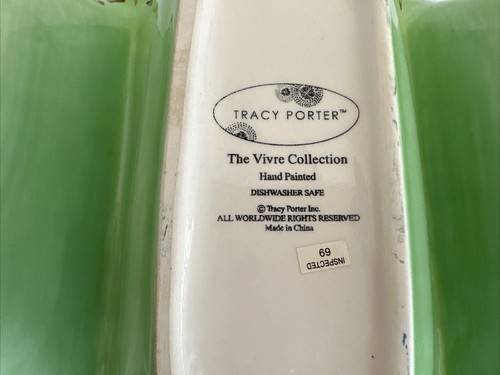 TRACY PORTER™
The Vivre Collection
Hand Painted
DISHWASHER SAFE
© Tracy Porter Inc.
ALL WORLDWIDE RIGHTS RESERVED
Made in China
INSPECTED
69